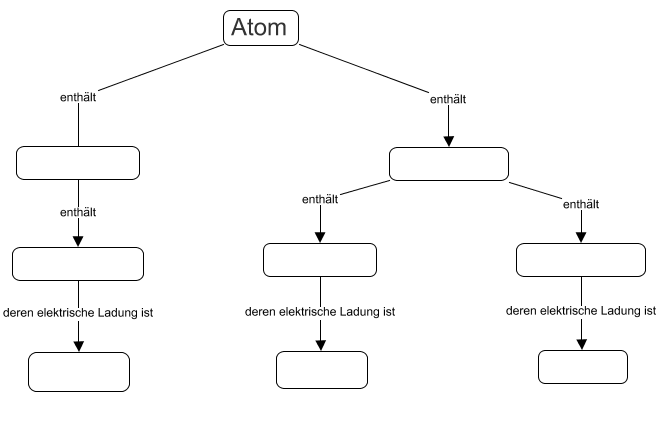 Atom
enthält
enthält
enthält
enthält
enthält
deren elektrische Ladung ist
deren elektrische Ladung ist
deren elektrische Ladung ist